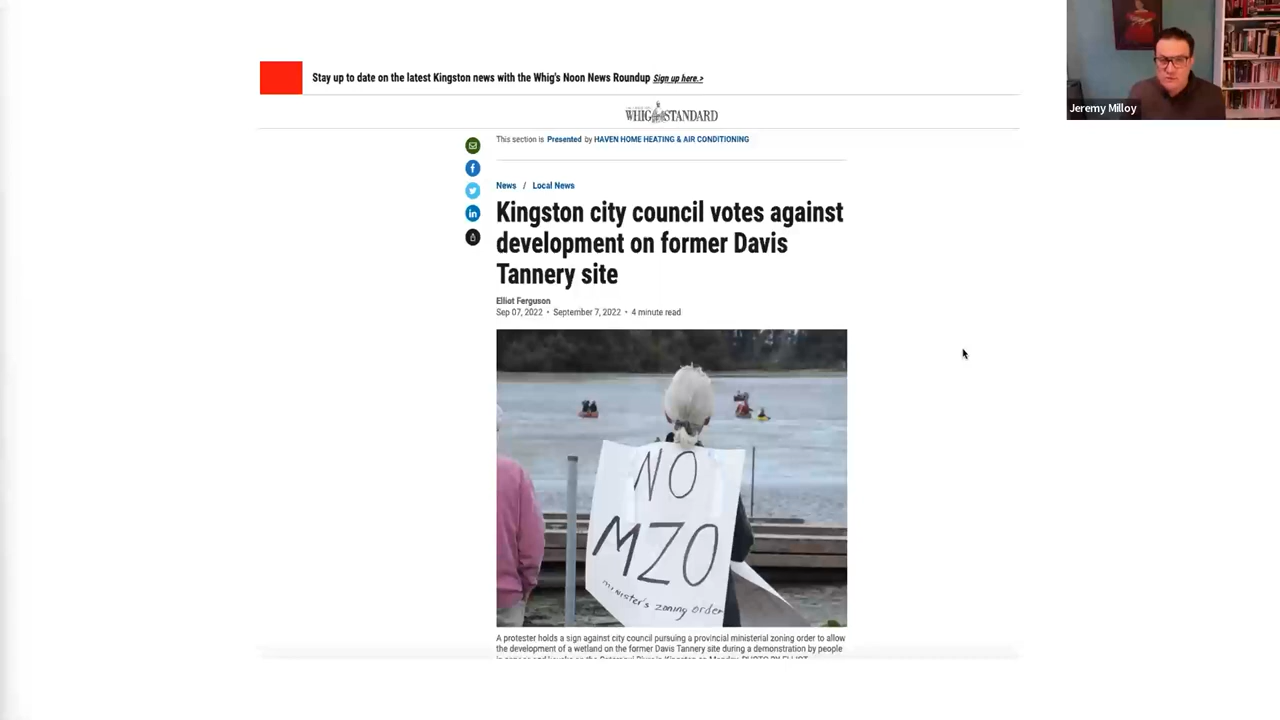 Stay up to date on the latest Kingston news with the Whig's Noon News Roundup Sign up here.>
WHIG STANDARD
This section is Presented by HAVEN HOME HEATING & AIR CONDITIONING
News / Local News
Kingston city council votes against
development on former Davis
Tannery site
Elliot Ferguson
Sep 07, 2022 • September 7, 2022 • 4 minute read
NO
MZO
minister's zoning order
A protester holds a sign against city council pursuing a provincial ministerial zoning order to allow
the development of a wetland on the former Davis Tannery site during a demonstration by people
Jeremy Milloy